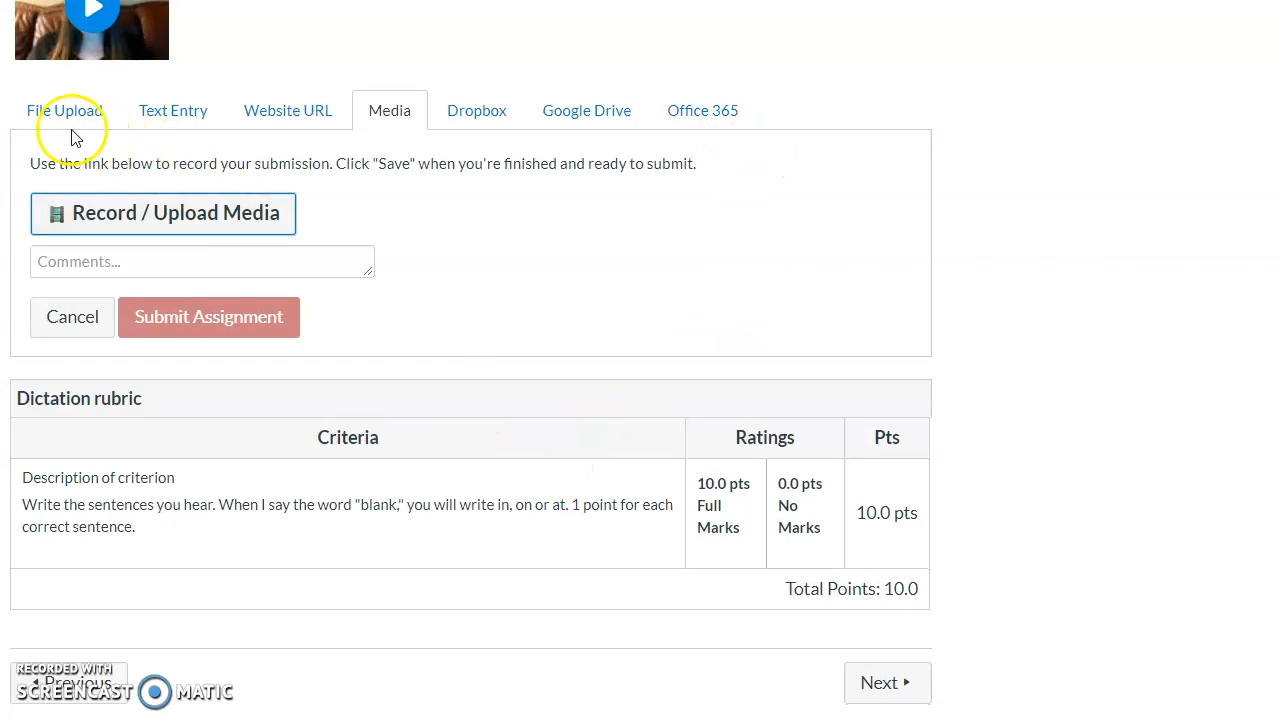 File Upload Text Entry Website URL Media Dropbox Google Drive Office 365
Use the link below to record your submission. Click "Save" when you're finished and ready to submit.
Record / Upload Media
Comments...
Cancel Submit Assignment
Dictation rubric
Criteria Ratings Pts
Description of criterion
Write the sentences you hear. When I say the word "blank," you will write in, on or at. 1 point for each
correct sentence.
10.0 pts
Full
Marks
0.0 pts
No
Marks
10.0 pts
Total Points: 10.0
RECORDED WITH
SCREENCAST MATIC
Previous
Next